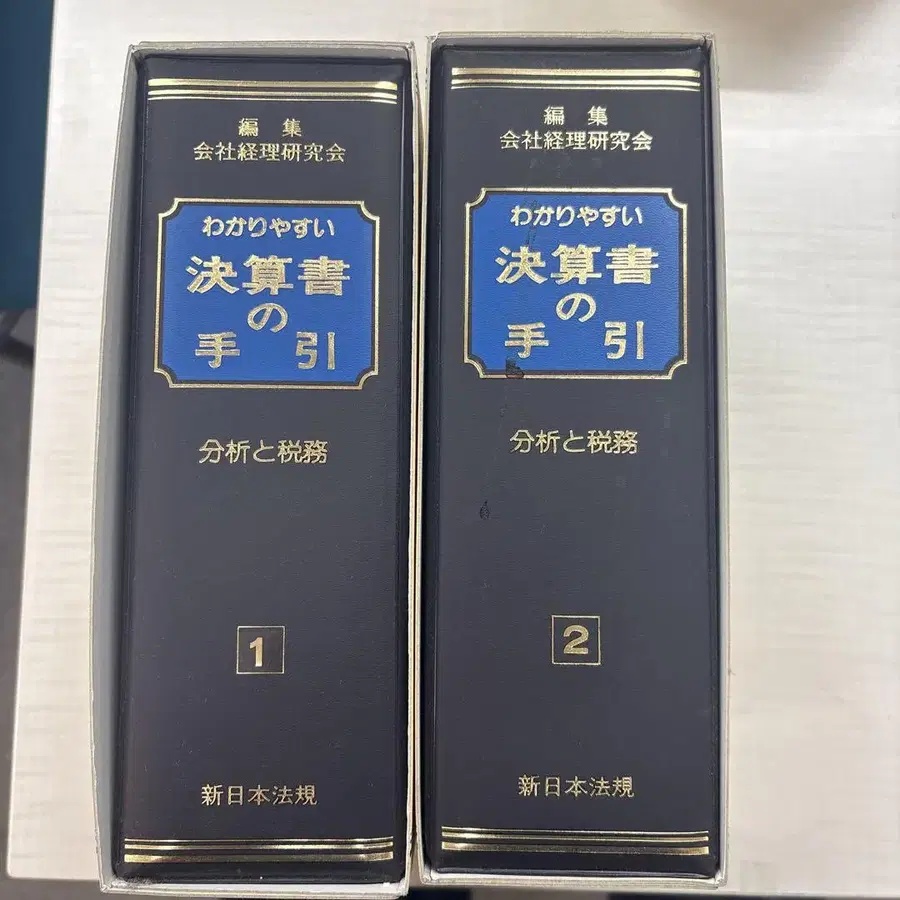 編集
会社経理研究会
わかりやすい
決算書
の
手引
分析と税務
1
新日本法規
編集
会社経理研究会
わかりやすい
決算書
の
手引
分析と税務
2
新日本法規